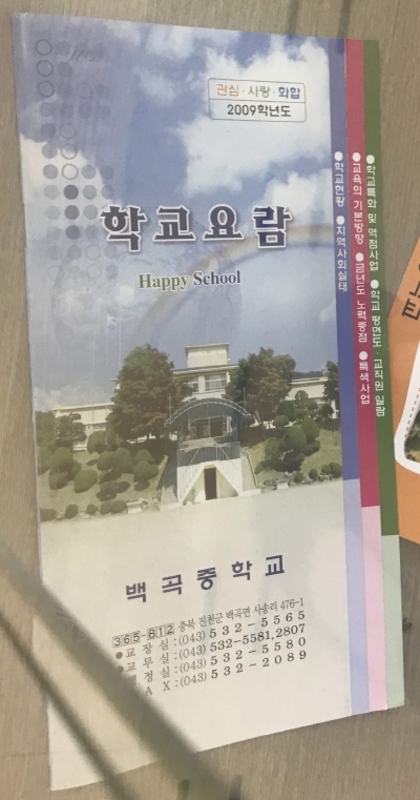 관심·사랑·화합
2009학년도
학교요람
Happy School
●학교현황 ●지역사회실태
●교육의 기본방향 ●금년도 노력중점 ●특색사업
●학교특화 및 역점사업 ●학교 평면도·교직원 일람
백곡중학교
365-812 충북 진천군 백곡면 사송리 476-1
●교장실:(043) 532-5565
●교무실:(043) 532-5581,2807
정실:(043) 532-5580
A X:(043) 532-2089